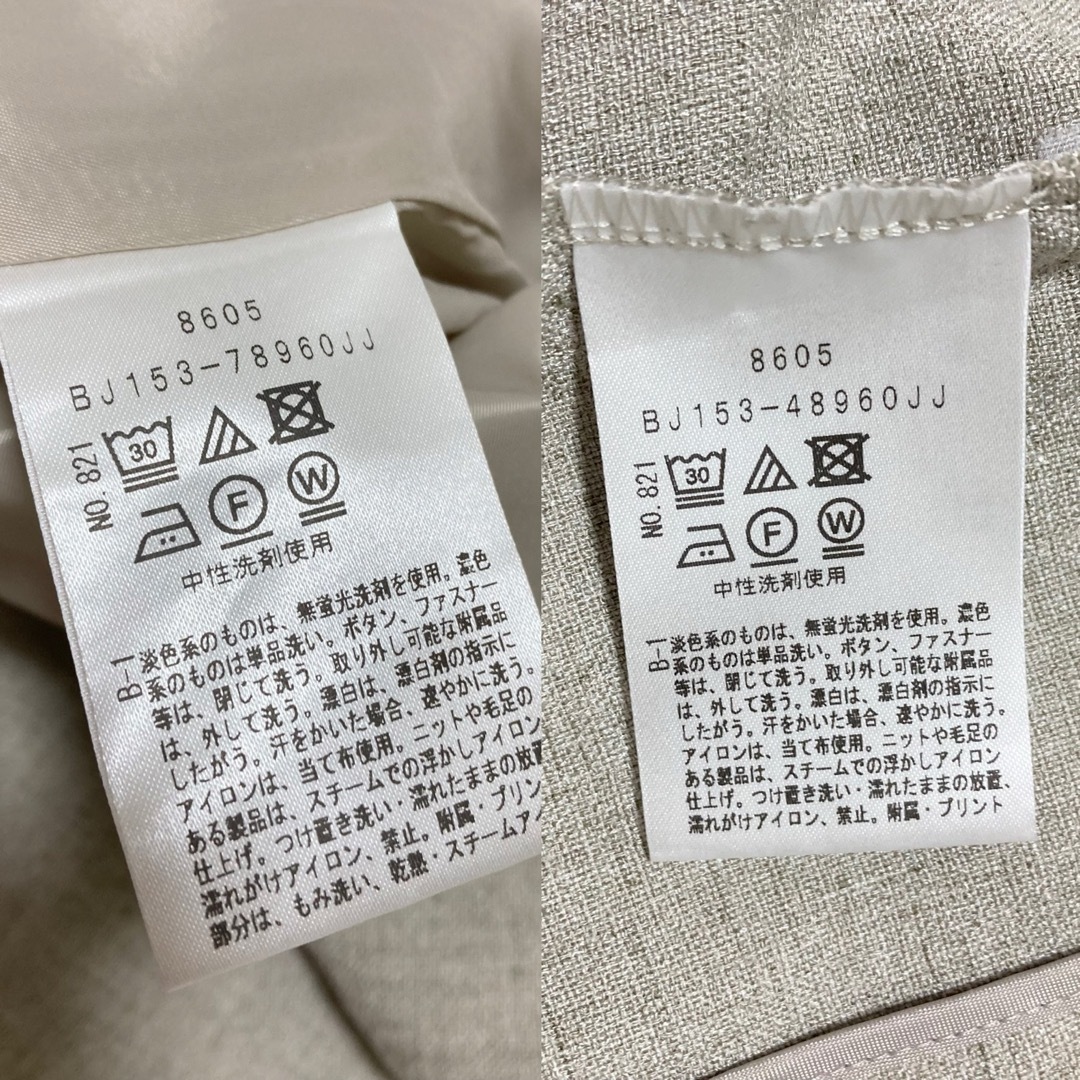 8605
BJ153-78960JJ
NO.821
30
F
W
中性洗剤使用
B-1
淡色系のものは、無蛍光洗剤を使用。濃色
系のものは単品洗い。ボタン、ファスナー
等は、閉じて洗う。取り外し可能な附属品
は、外して洗う。漂白は、漂白剤の指示に
したがう。汗をかいた場合、速やかに洗う。
アイロンは、当て布使用。ニットや毛足の
ある製品は、スチームでの浮かしアイロン
仕上げ。つけ置き洗い・濡れたままの放置、
濡れがけアイロン、禁止。附属・プリント
部分は、もみ洗い、乾熱・スチームアイ
8605
BJ153-48960JJ
NO.821
30
F
W
中性洗剤使用
B-1
淡色系のものは、無蛍光洗剤を使用。濃色
系のものは単品洗い。ボタン、ファスナー
等は、閉じて洗う。取り外し可能な附属品
は、外して洗う。漂白は、漂白剤の指示に
したがう。汗をかいた場合、速やかに洗う。
アイロンは、当て布使用。ニットや毛足の
ある製品は、スチームでの浮かしアイロン
仕上げ。つけ置き洗い・濡れたままの放置、
濡れがけアイロン、禁止。附属・プリント